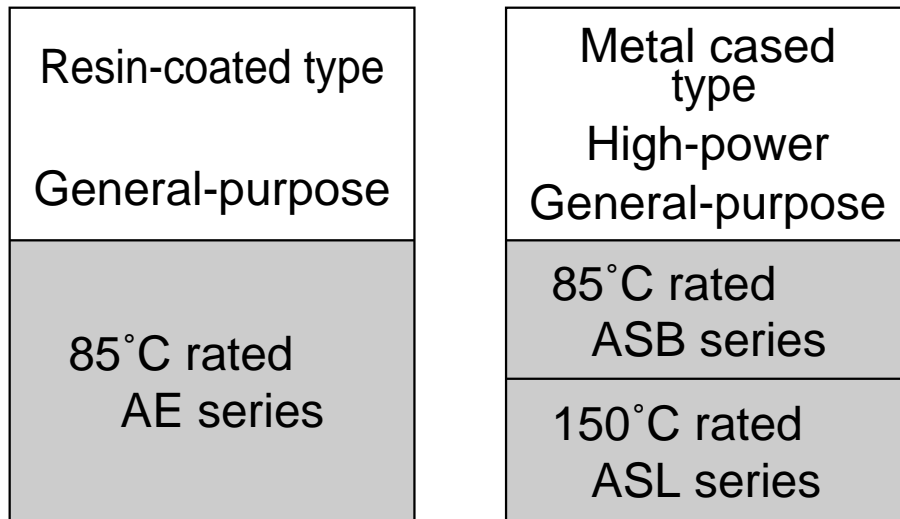 Resin-coated type
General-purpose
85˚C rated
AE series
Metal cased
type
High-power
General-purpose
85˚C rated
ASB series
150˚C rated
ASL series